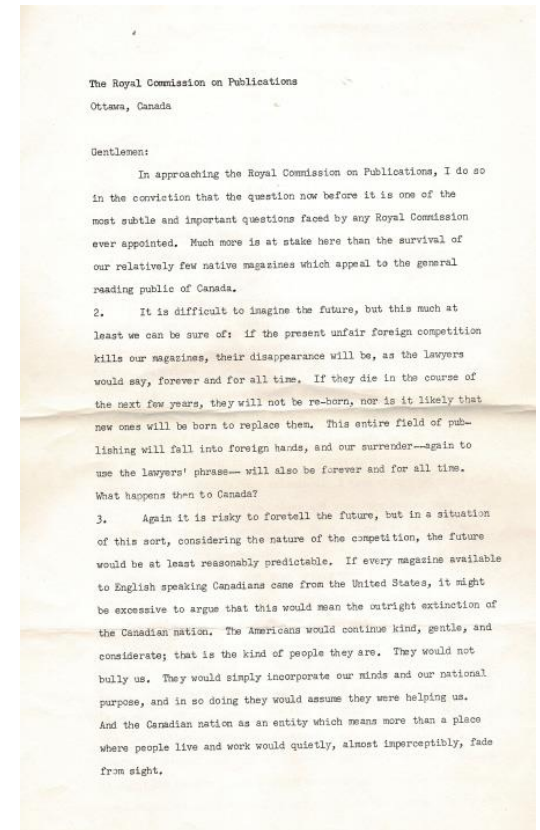 The Royal Commission on Publications
Ottawa, Canada
Gentlemen:
In approaching the Royal Commission on Publications, I do so
in the conviction that the question now before it is one of the
most subtle and important questions faced by any Royal Commission
ever appointed. Much more is at stake here than the survival of
our relatively few native magazines which appeal to the general
reading public of Canada.
2. It is difficult to imagine the future, but this much at
least we can be sure of: if the present unfair foreign competition
kills our magazines, their disappearance will be, as the lawyers
would say, forever and for all time. If they die in the course of
the next few years, they will not be re-born, nor is it likely that
new ones will be born to replace them. This entire field of pub-
lishing will fall into foreign hands, and our surrender---again to
use the lawyers' phrase-- will also be forever and for all time.
What happens then to Canada?
3. Again it is risky to foretell the future, but in a situation
of this sort, considering the nature of the competition, the future
would be at least reasonably predictable. If every magazine available
to English speaking Canadians came from the United States, it might
be excessive to argue that this would mean the outright extinction of
the Canadian nation. The Americans would continue kind, gentle, and
considerate; that is the kind of people they are. They would not
bully us. They would simply incorporate our minds and our national
purpose, and in so doing they would assume they were helping us.
And the Canadian nation as an entity which means more than a place
where people live and work would quietly, almost imperceptibly, fade
from sight.